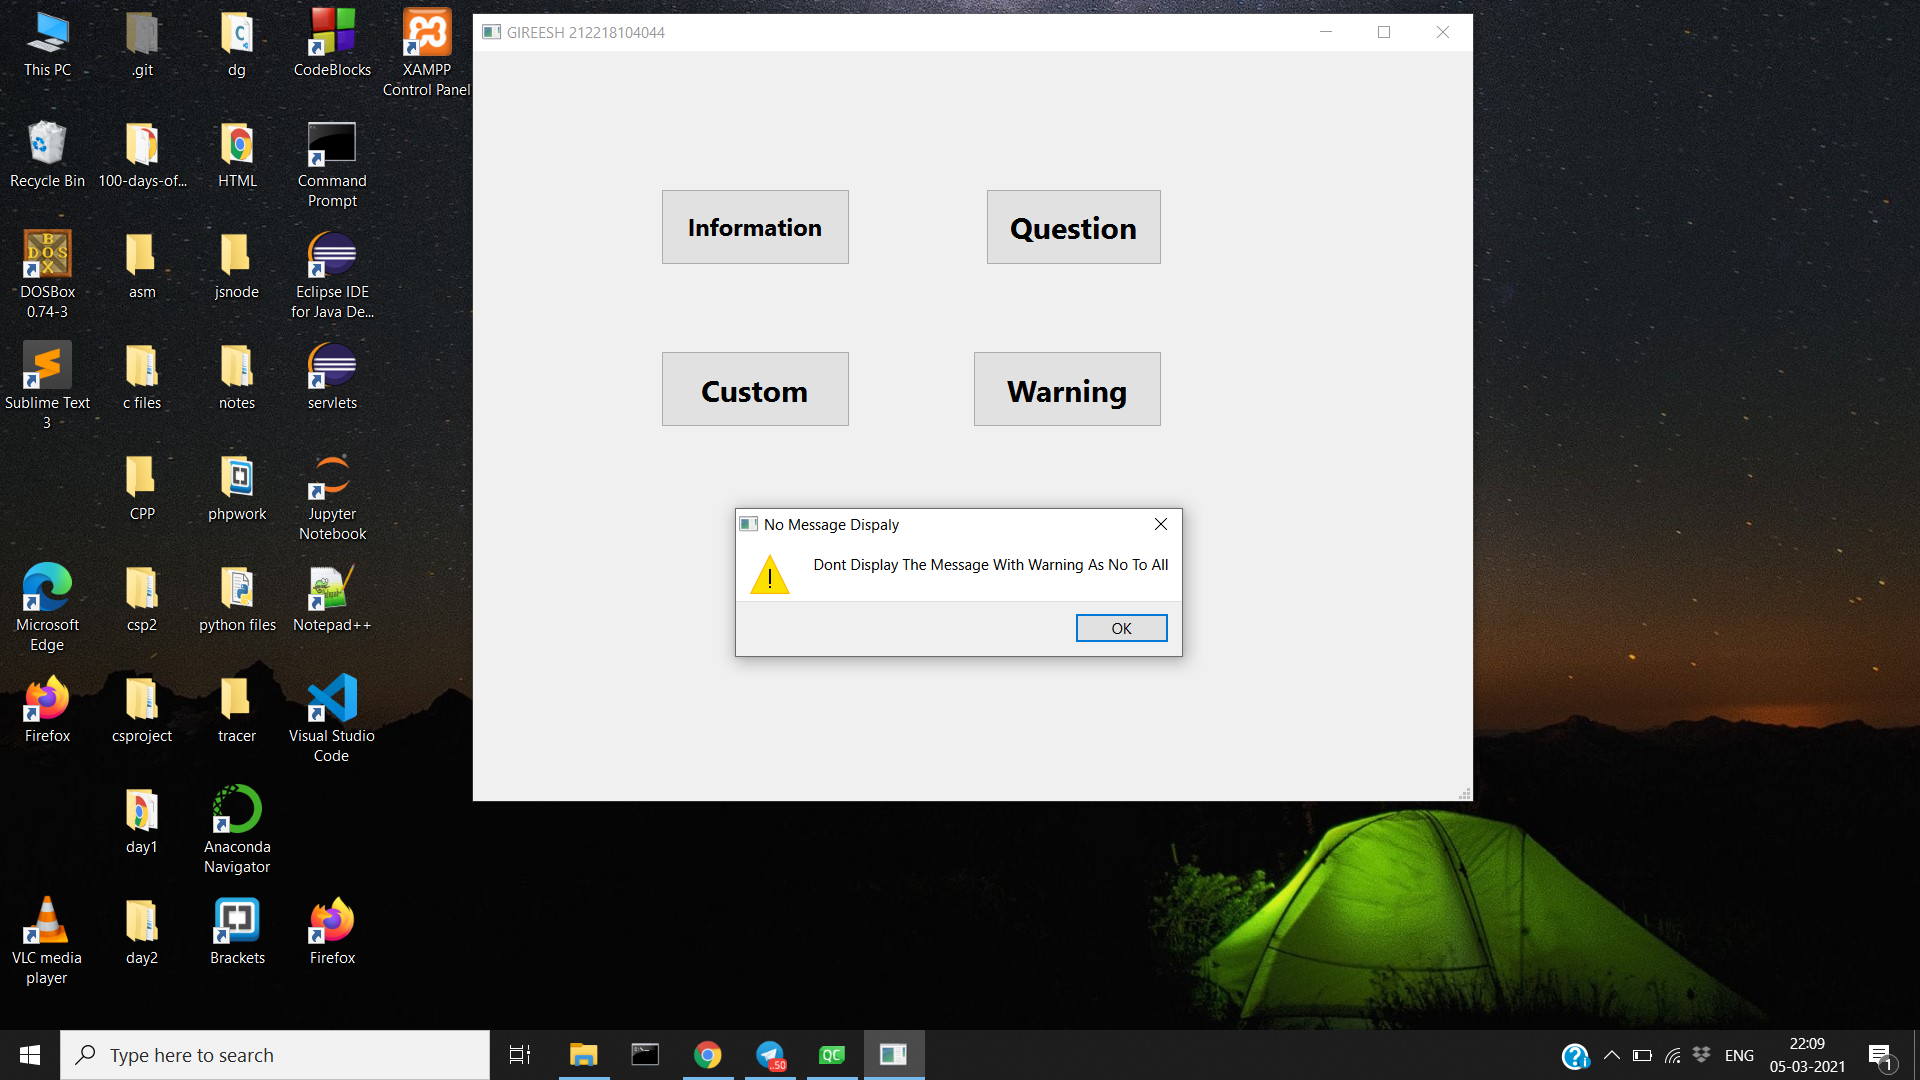 This PC
.git
dg
CodeBlocks
XAMPP
Control Panel
Recycle Bin
100-days-of...
HTML
Command
Prompt
DOSBox
0.74-3
asm
jsnode
Eclipse IDE
for Java De...
Sublime Text
3
c files
notes
servlets
CPP
phpwork
Jupyter
Notebook
Microsoft
Edge
csp2
python files
Notepad++
Firefox
csproject
tracer
Visual Studio
Code
day1
Anaconda
Navigator
VLC media
player
day2
Brackets
Firefox
GIREESH 212218104044
Information
Question
Custom
Warning
No Message Dispaly
Dont Display The Message With Warning As No To All
OK
Type here to search
..50
QC
ENG
22:09
05-03-2021
1